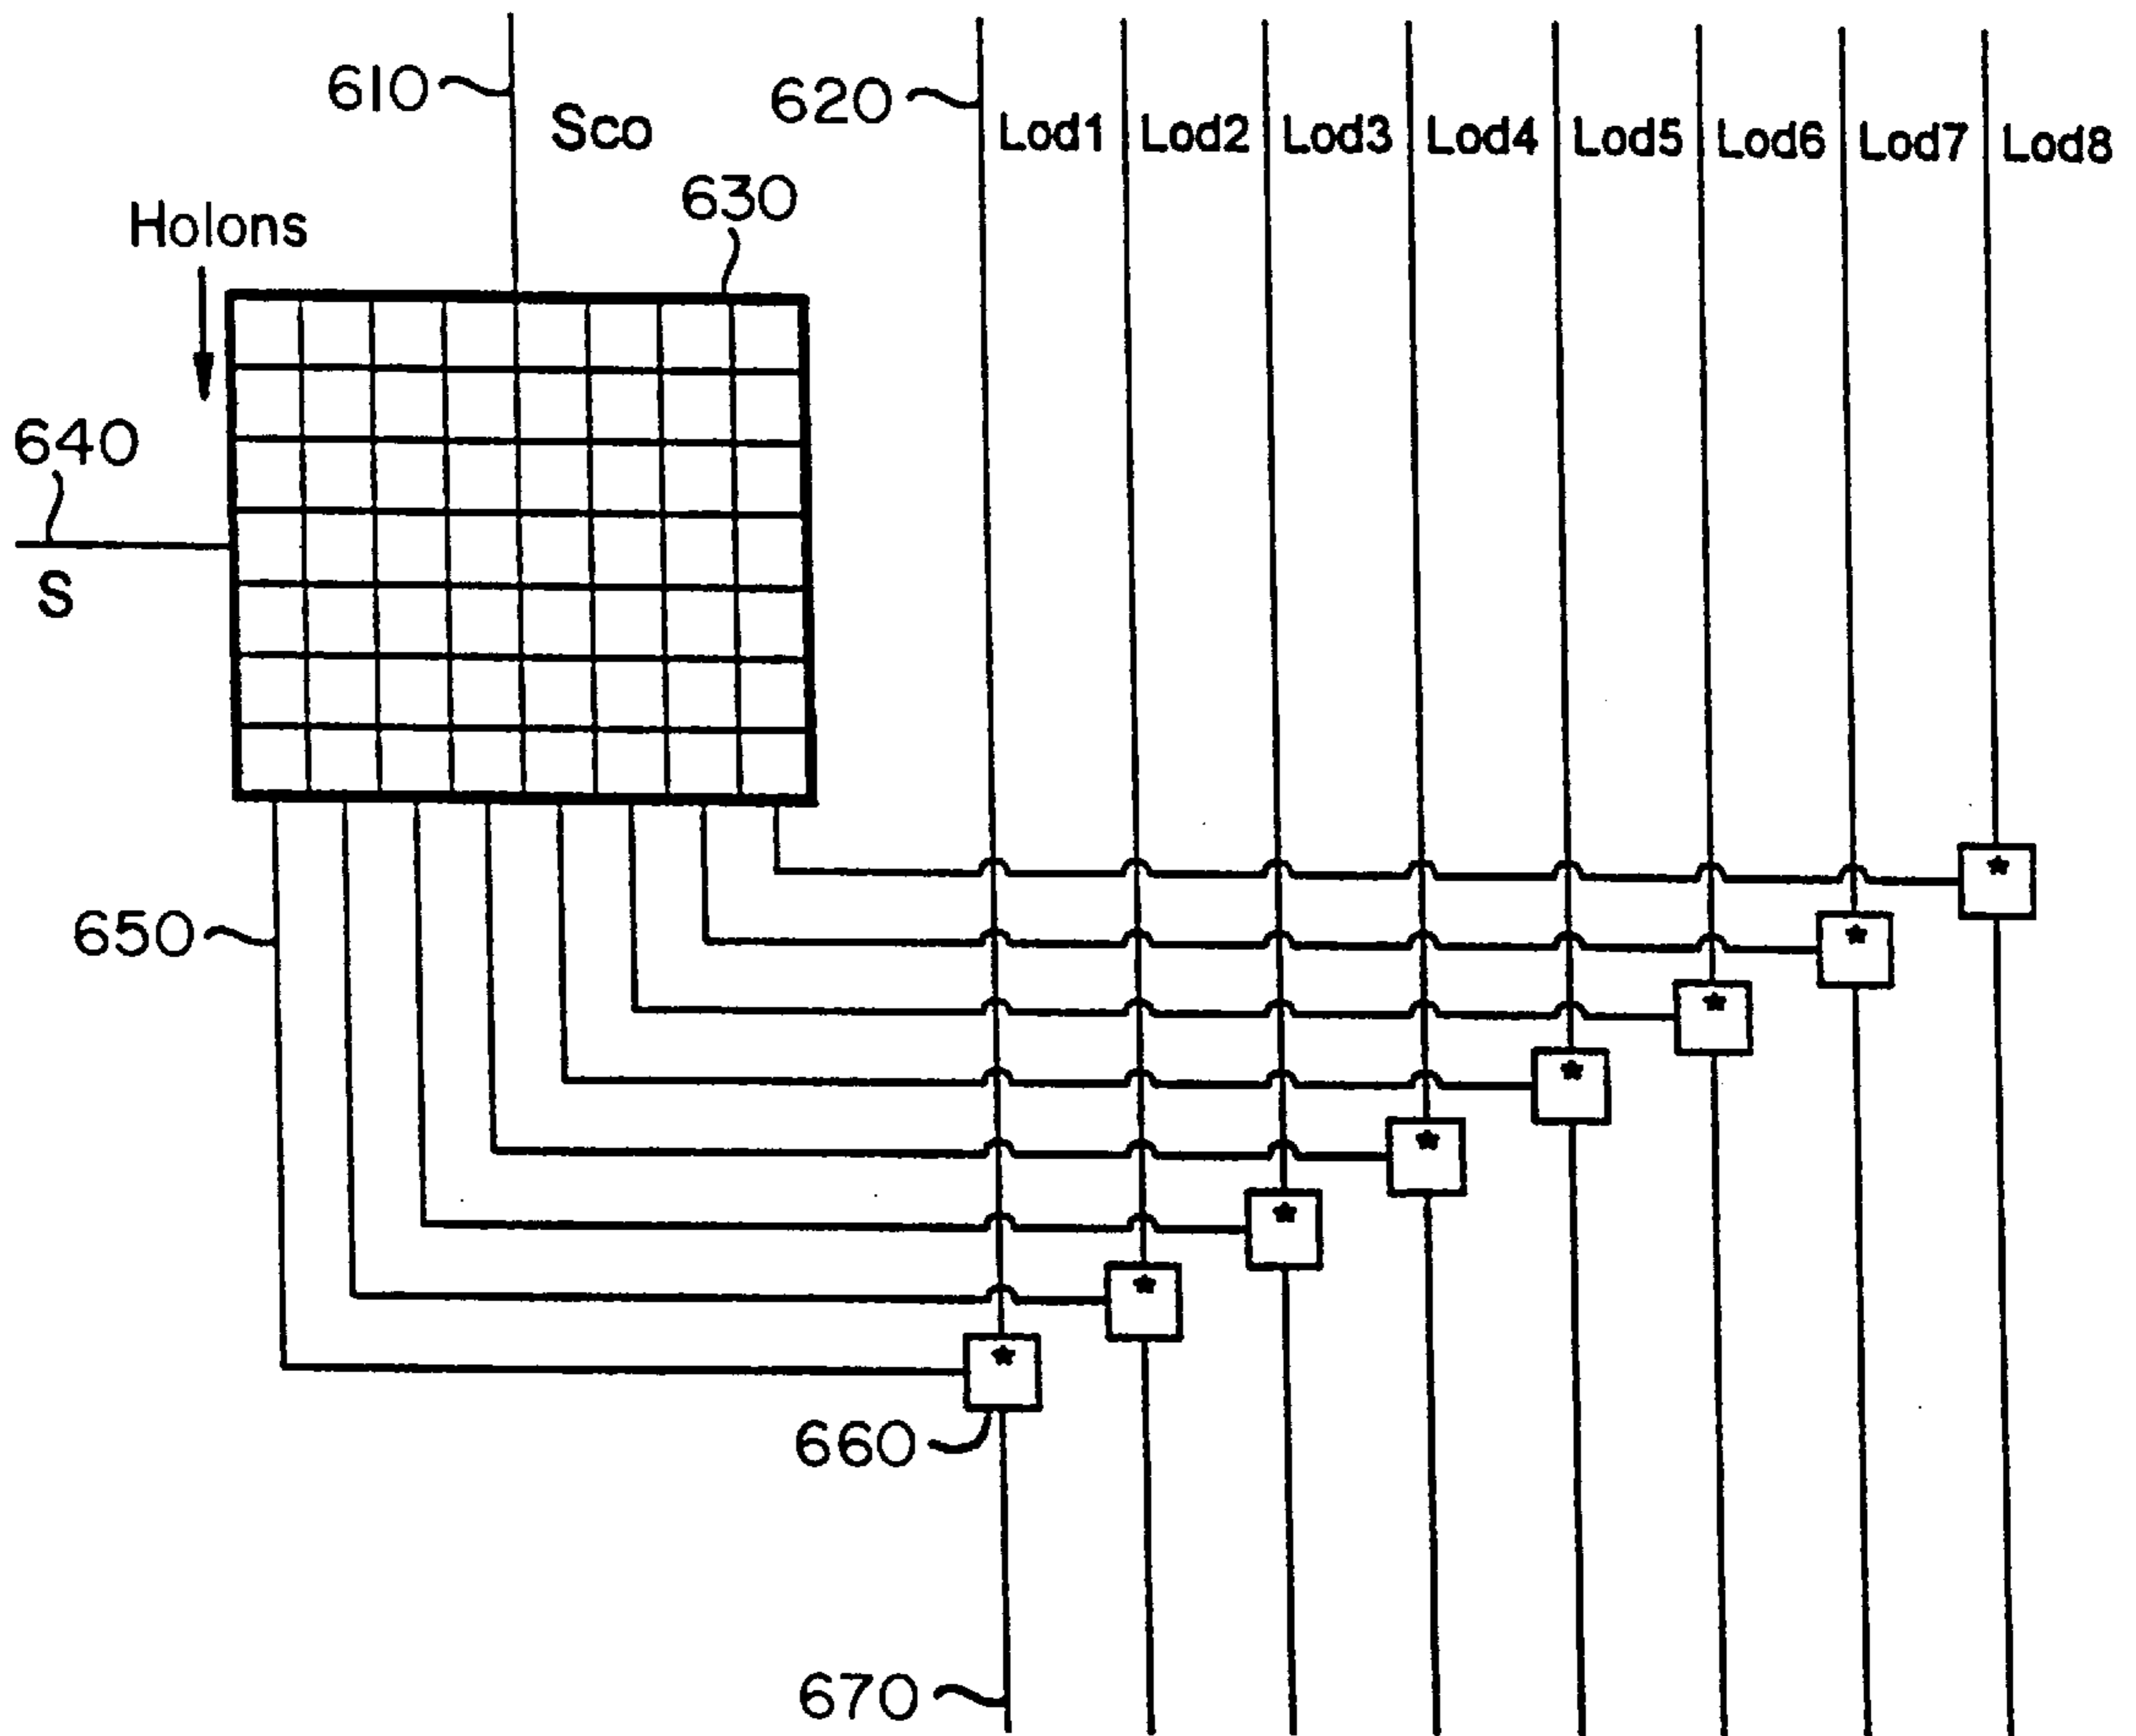 610
Sco
620
Lod1 Lod2 Lod3 Lod4 Lod5 Lod6 Lod7 Lod8
630
Holons
640
S
650
* * * * * * * *
660
670